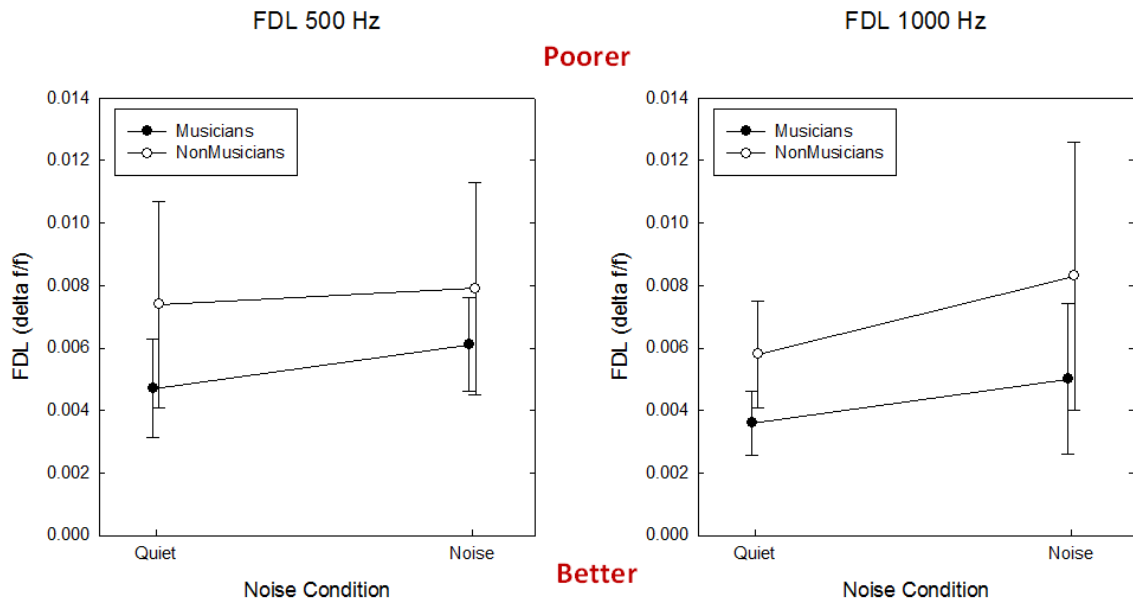 FDL 500 Hz
FDL 1000 Hz
Poorer
0.014
0.012
0.010
0.008
0.006
0.004
0.002
0.000
FDL (delta f/f)
Musicians
NonMusicians
Quiet
Noise
Noise Condition
0.014
0.012
0.010
0.008
0.006
0.004
0.002
0.000
FDL (delta f/f)
Musicians
NonMusicians
Quiet
Noise
Noise Condition
Better